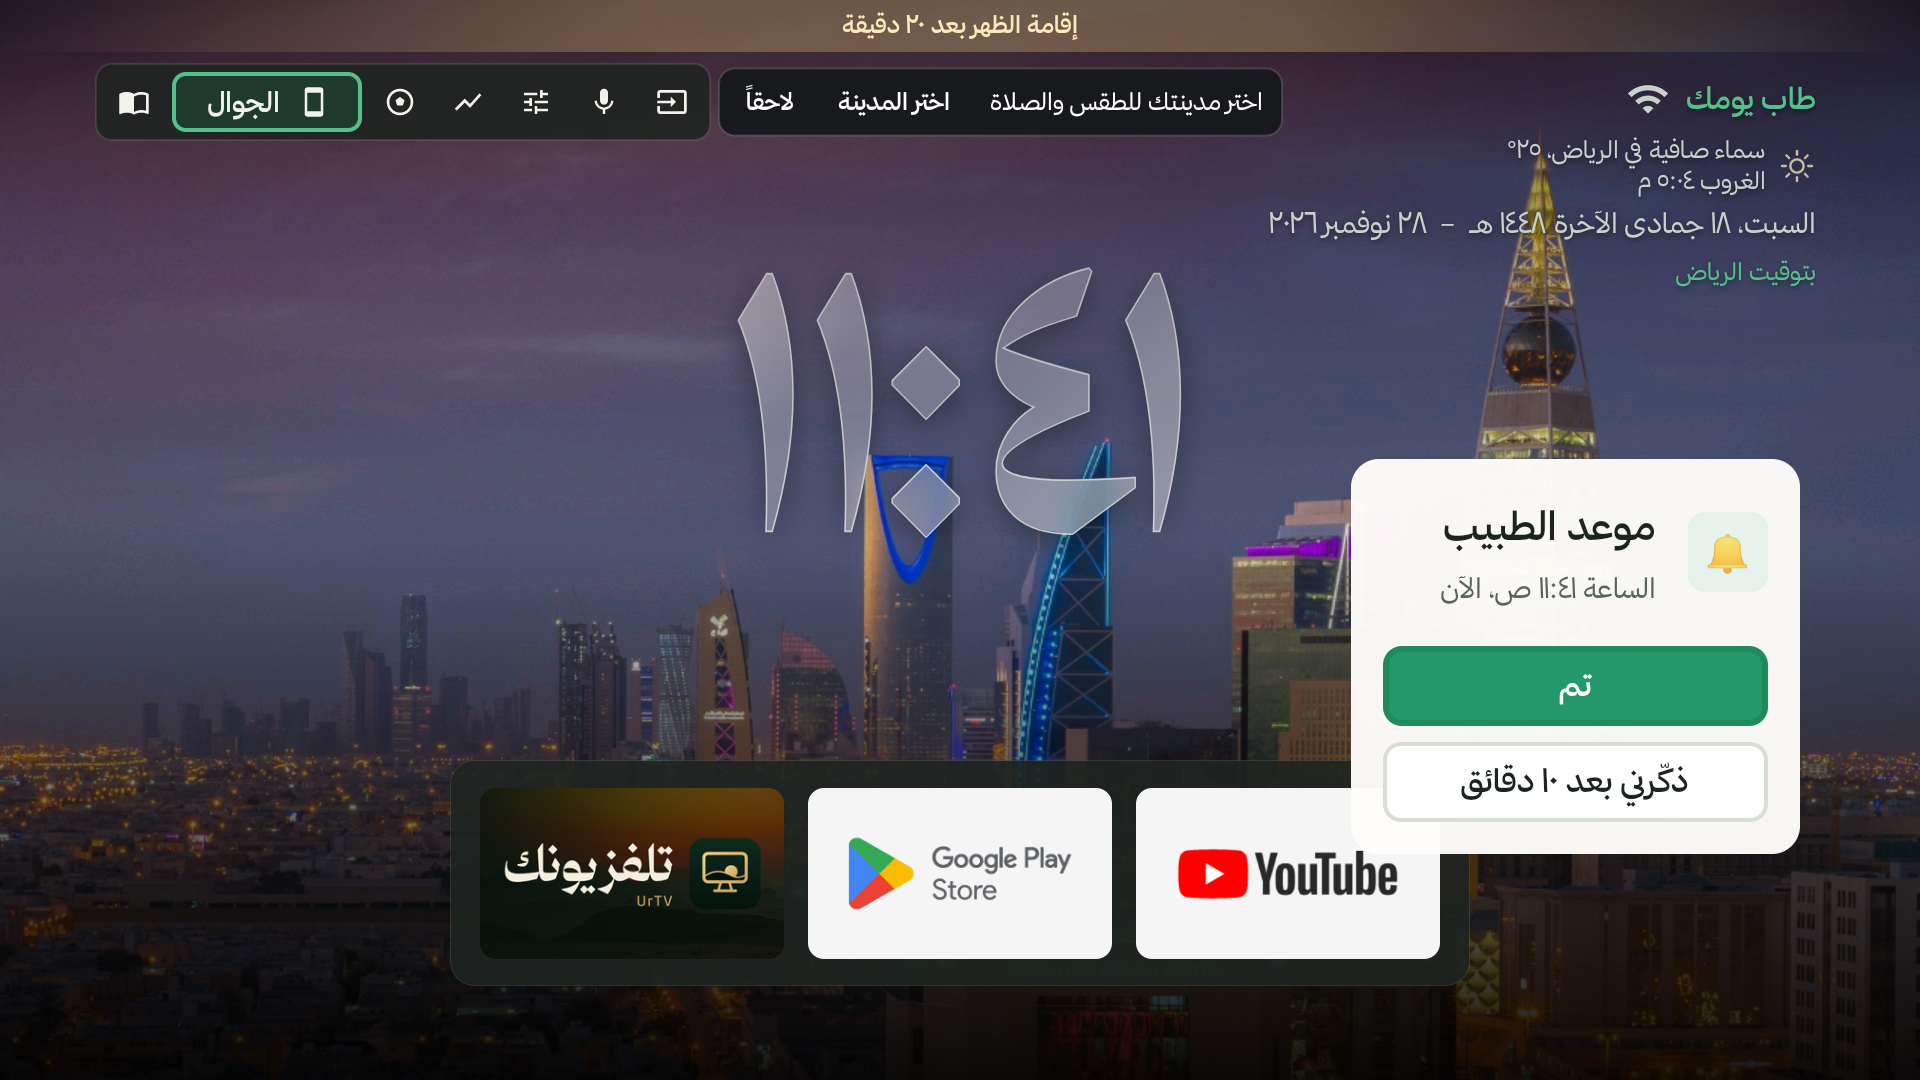 إقامة الظهر بعد ٢٠ دقيقة
طاب يومك
اختر مدينتك للطقس والصلاة
اختر المدينة
لاحقاً
الجوال
سماء صافية في الرياض، ٢٥°
الغروب ٥:٠٤ م
السبت، ١٨ جمادى الآخرة ١٤٤٨ هـ – ٢٨ نوفمبر ٢٠٢٦
بتوقيت الرياض
١١:٤١
موعد الطبيب
الساعة ١١:٤١ ص، الآن
تم
ذكّرني بعد ١٠ دقائق
YouTube
Google Play
Store
تلفزيونك
UrTV